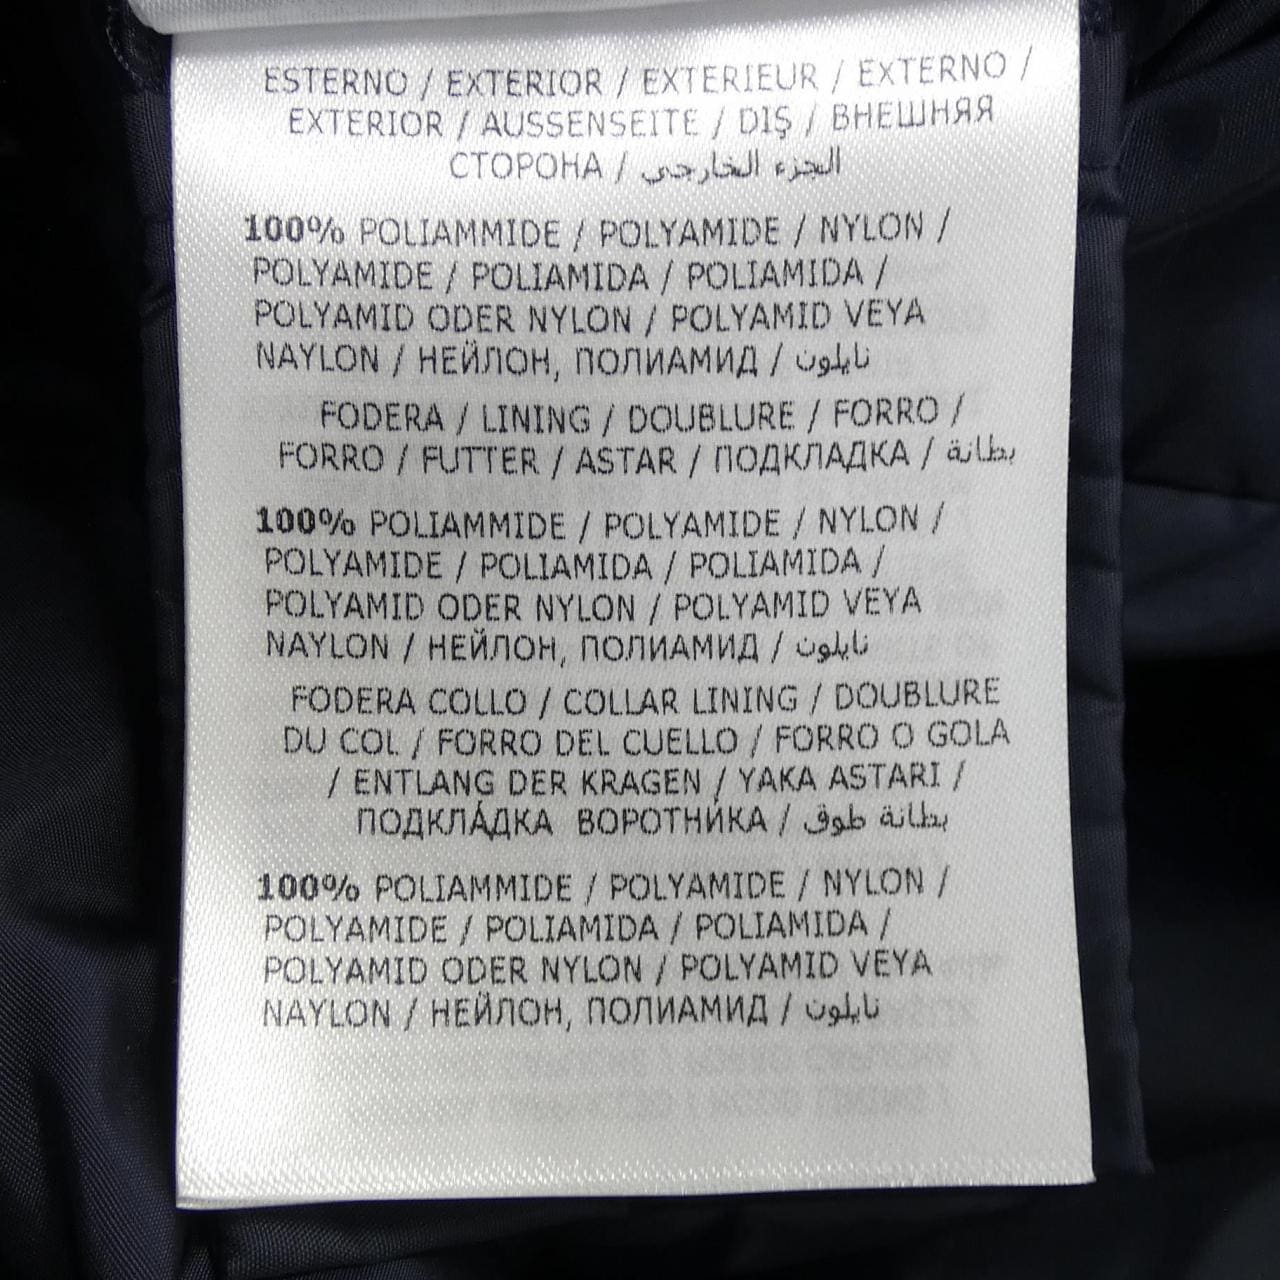 ESTERNO / EXTERIOR / EXTERIEUR / EXTERNO /
EXTERIOR / AUSSENSEITE / DIŞ / ВНЕШНЯЯ
СТОРОНА / الجزء الخارجي
100% POLIAMMIDE / POLYAMIDE / NYLON /
POLYAMIDE / POLIAMIDA / POLIAMIDA /
POLYAMID ODER NYLON / POLYAMID VEYA
NAYLON / НЕЙЛОН, ПОЛИАМИД / نايلون
FODERA / LINING / DOUBLURE / FORRO /
FORRO / FUTTER / ASTAR / ПОДКЛАДКА / بطانة
100% POLIAMMIDE / POLYAMIDE / NYLON /
POLYAMIDE / POLIAMIDA / POLIAMIDA /
POLYAMID ODER NYLON / POLYAMID VEYA
NAYLON / НЕЙЛОН, ПОЛИАМИД / نايلون
FODERA COLLO / COLLAR LINING / DOUBLURE
DU COL / FORRO DEL CUELLO / FORRO O GOLA
/ ENTLANG DER KRAGEN / YAKA ASTARI /
ПОДКЛА́ДКА ВОРОТНИ́КА / بطانة طوق
100% POLIAMMIDE / POLYAMIDE / NYLON /
POLYAMIDE / POLIAMIDA / POLIAMIDA /
POLYAMID ODER NYLON / POLYAMID VEYA
NAYLON / НЕЙЛОН, ПОЛИАМИД / نايلون